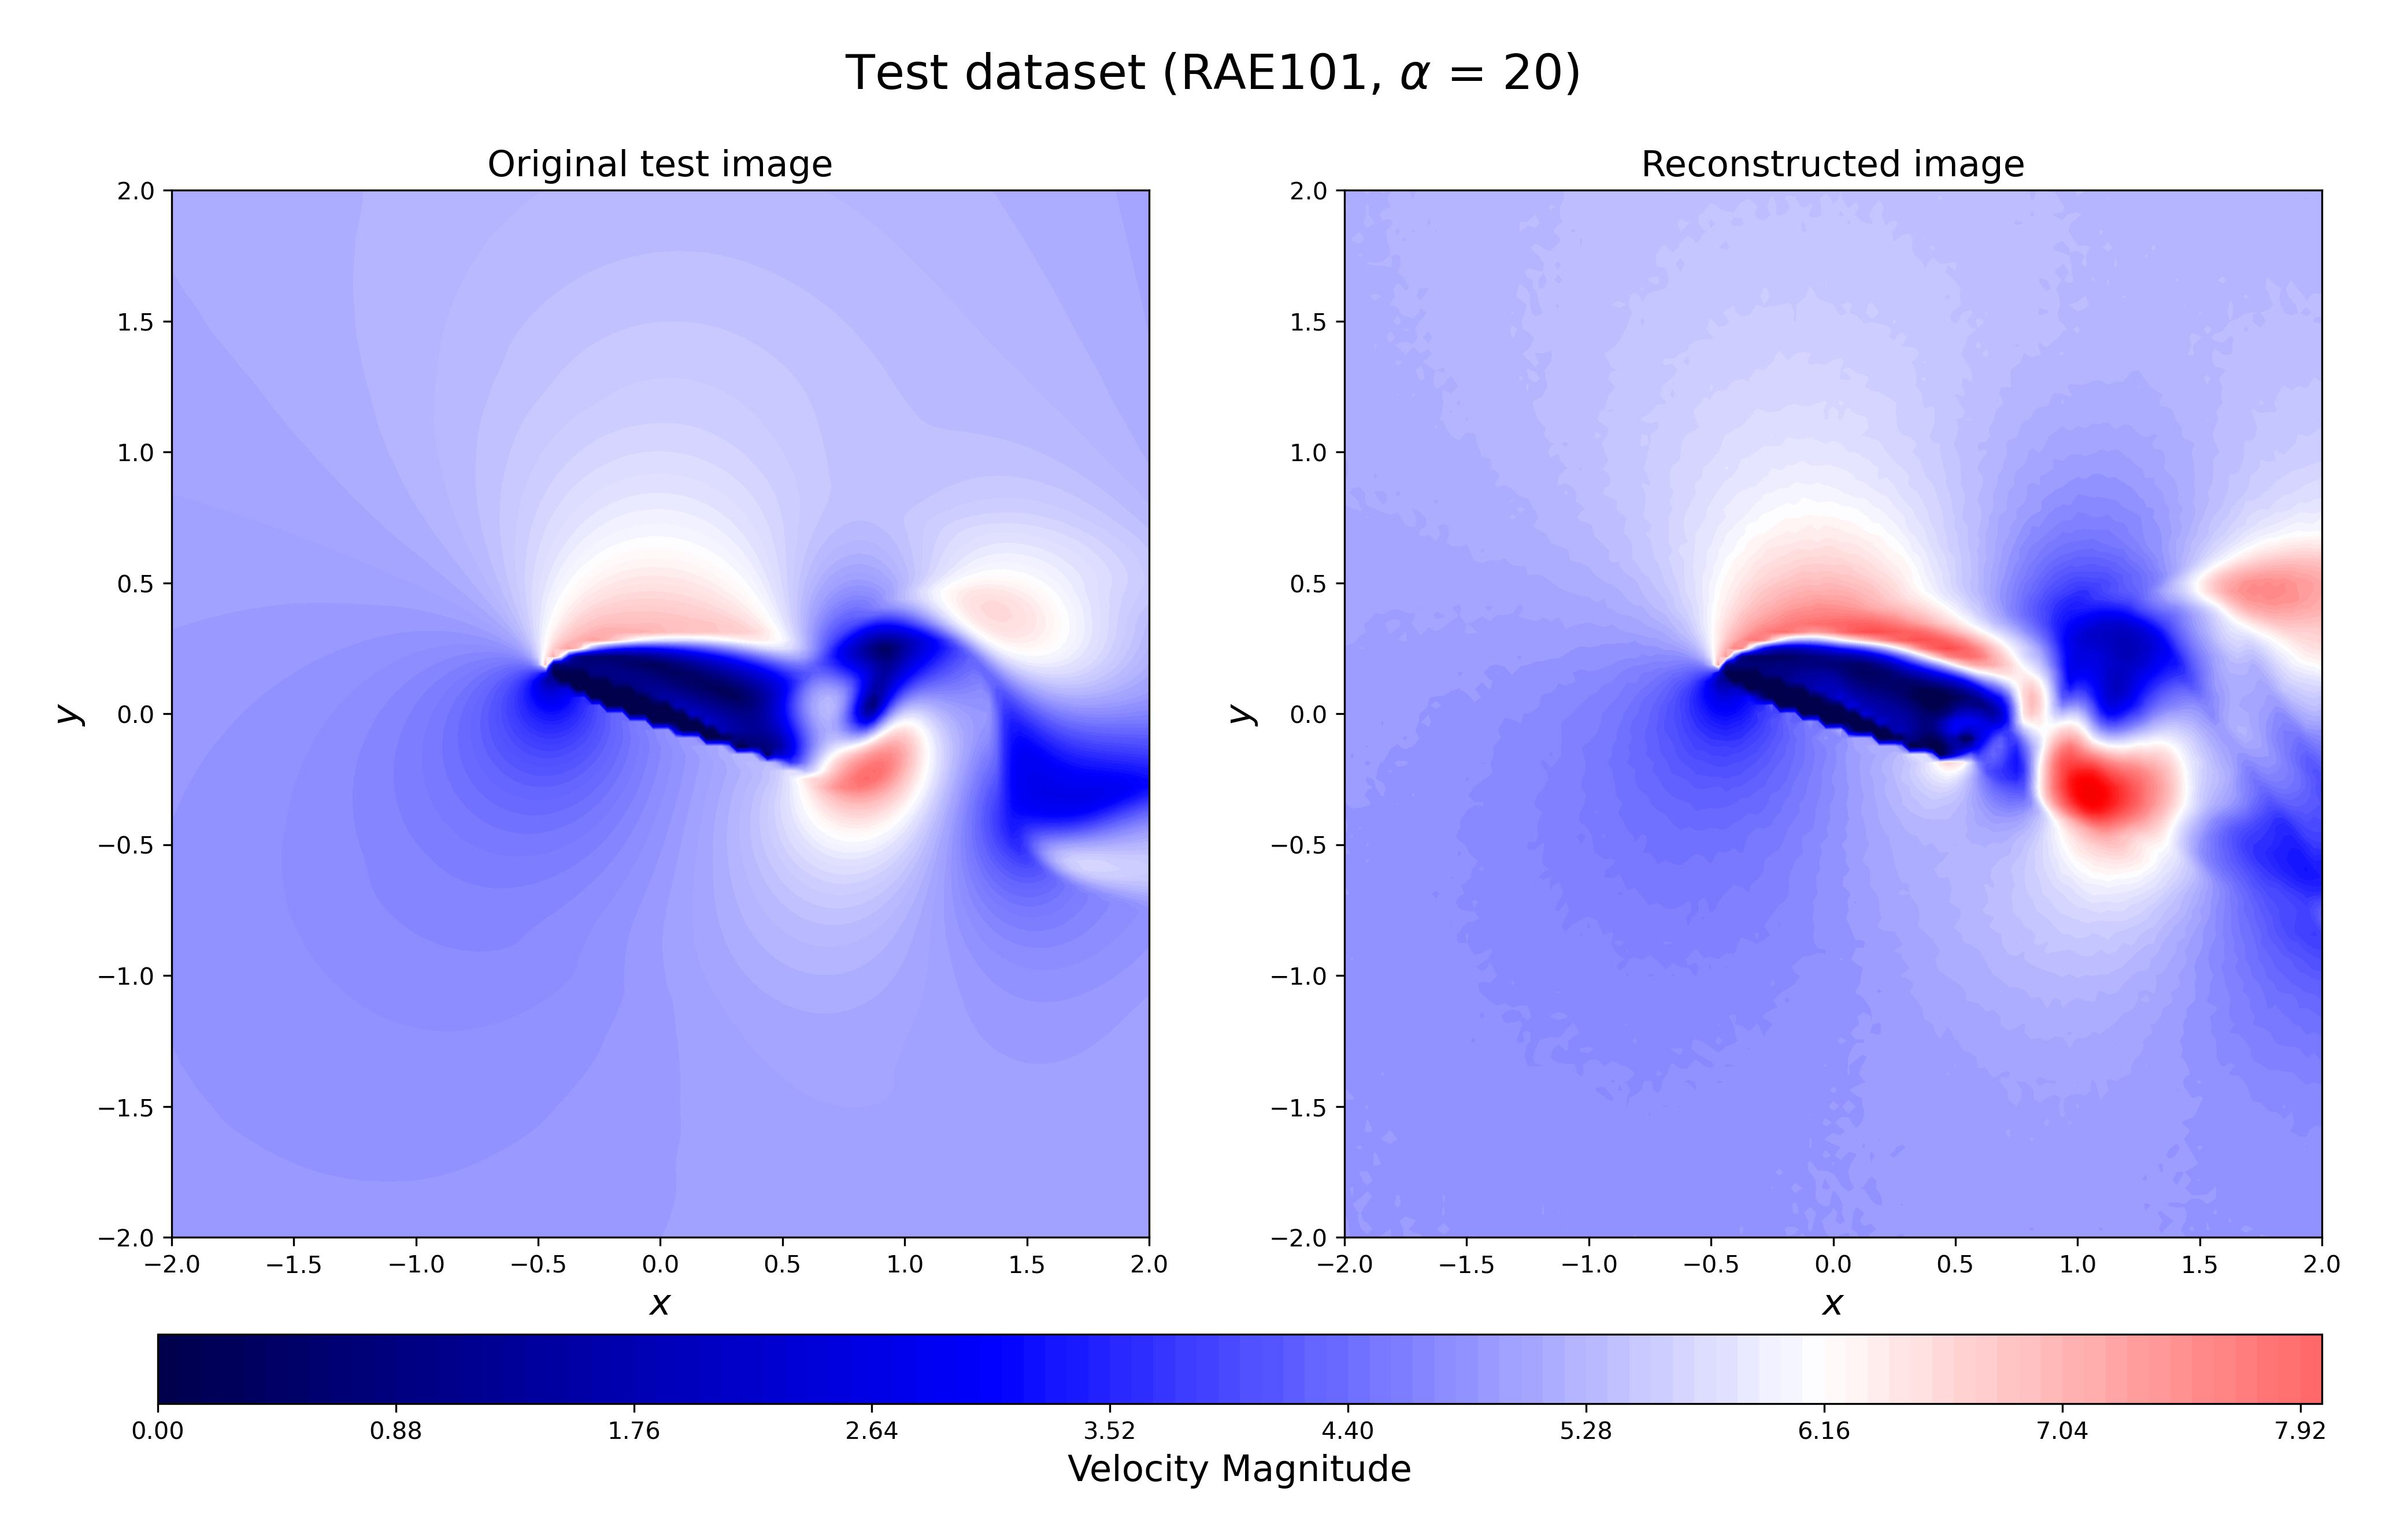 Test dataset (RAE101, α = 20)
Original test image
2.0
1.5
1.0
0.5
0.0
−0.5
−1.0
−1.5
−2.0
y
−2.0 −1.5 −1.0 −0.5 0.0 0.5 1.0 1.5 2.0
x
Reconstructed image
2.0
1.5
1.0
0.5
0.0
−0.5
−1.0
−1.5
−2.0
y
−2.0 −1.5 −1.0 −0.5 0.0 0.5 1.0 1.5 2.0
x
0.00 0.88 1.76 2.64 3.52 4.40 5.28 6.16 7.04 7.92
Velocity Magnitude